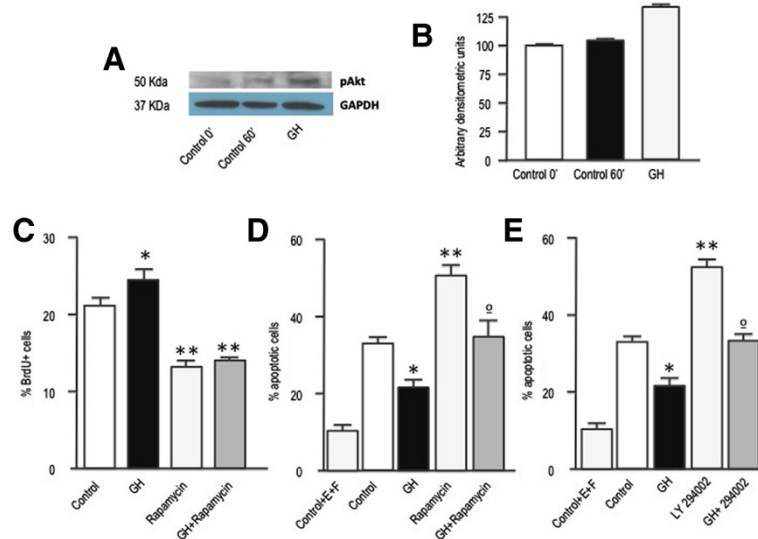 A
50 Kda
pAkt
37 KDa
GAPDH
Control 0'
Control 60'
GH
B
Arbitrary densitometric units
125
100
75
50
25
0
Control 0'
Control 60'
GH
C
% BrdU+ cells
30
20
10
0
*
**
**
Control
GH
Rapamycin
GH+Rapamycin
D
% apoptotic cells
60
40
20
0
*
**
o
Control+E+F
Control
GH
Rapamycin
GH+Rapamycin
E
% apoptotic cells
60
40
20
0
*
**
o
Control+E+F
Control
GH
LY 294002
GH+ 294002